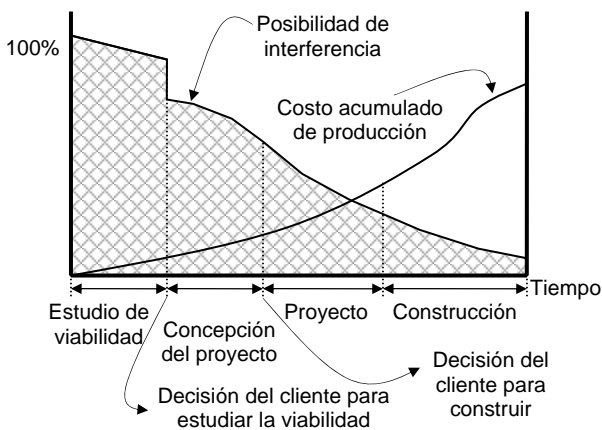 Posibilidad de
interferencia
100%
Costo acumulado
de producción
Tiempo
Estudio de
viabilidad
Concepción
del proyecto
Proyecto
Construcción
Decisión del cliente para
estudiar la viabilidad
Decisión del
cliente para
construir